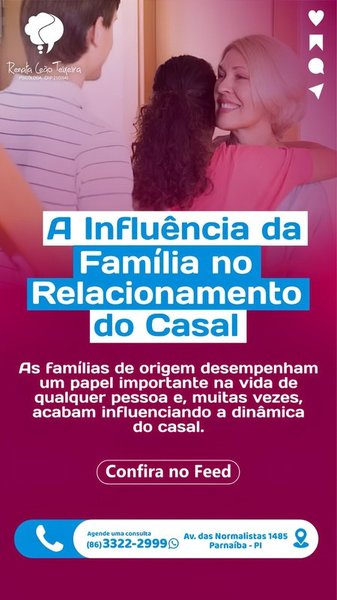 Renata Leão Teixeira
A Influência da
Família no
Relacionamento
do Casal
As famílias de origem desempenham
um papel importante na vida de
qualquer pessoa e, muitas vezes,
acabam influenciando a dinâmica
do casal.
Confira no Feed
Agende uma consulta
(86)3322-2999
Av. das Normalistas 1485
Parnaíba - PI